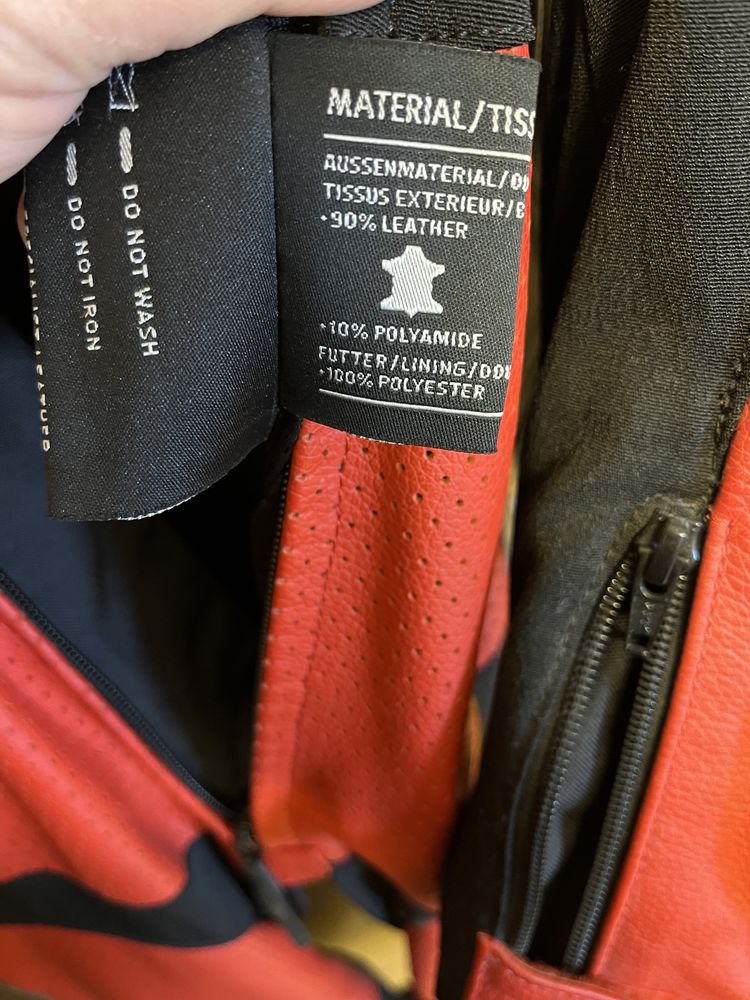 MATERIAL/TISS
AUSSENMATERIAL/
TISSUS EXTERIEUR/
•90% LEATHER
•10% POLYAMIDE
FUTTER/LINING/
•100% POLYESTER
DO NOT WASH
DO NOT IRON
LEATHER